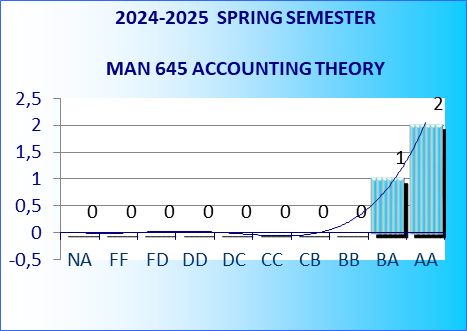 2024-2025 SPRING SEMESTER
MAN 645 ACCOUNTING THEORY
2,5
2
1,5
1
0,5
0
-0,5
0 0 0 0 0 0 0 0 1 2
NA FF FD DD DC CC CB BB BA AA